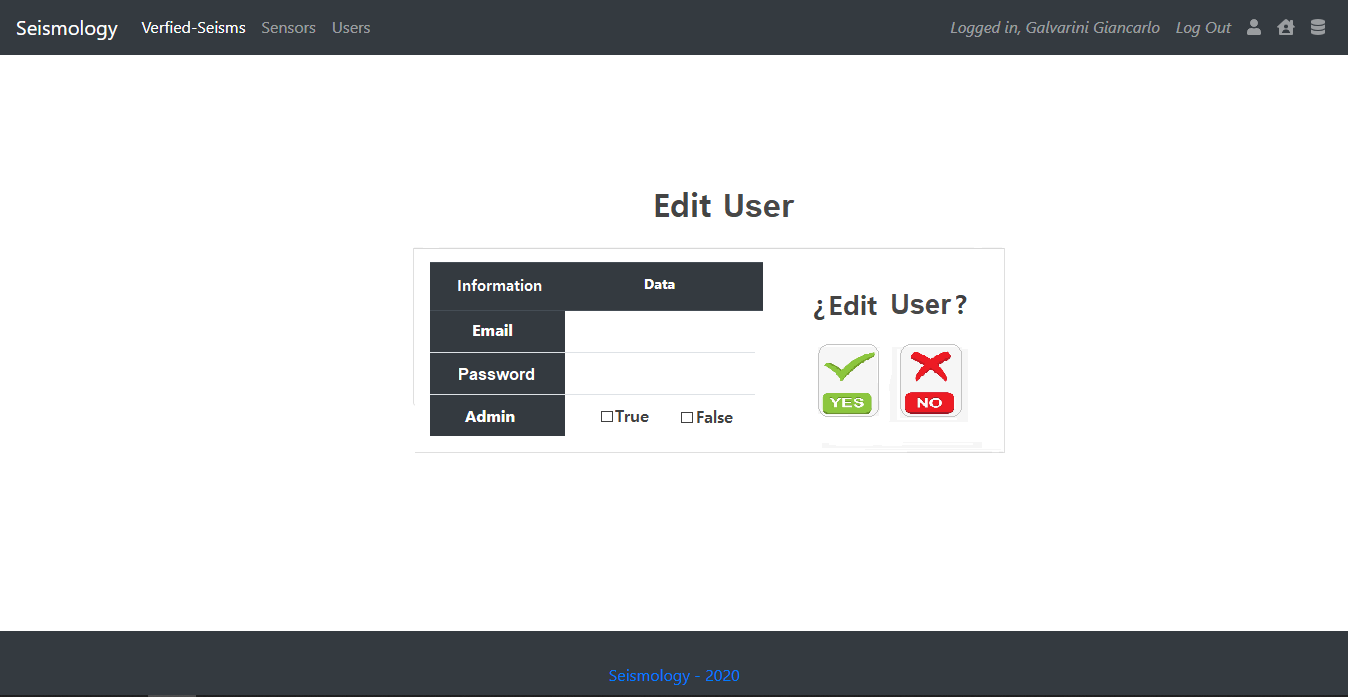 Seismology Verfied-Seisms Sensors Users Logged in, Galvarini Giancarlo Log Out
Edit User
Information Data
Email
Password
Admin True False
¿Edit User?
YES NO
Seismology - 2020